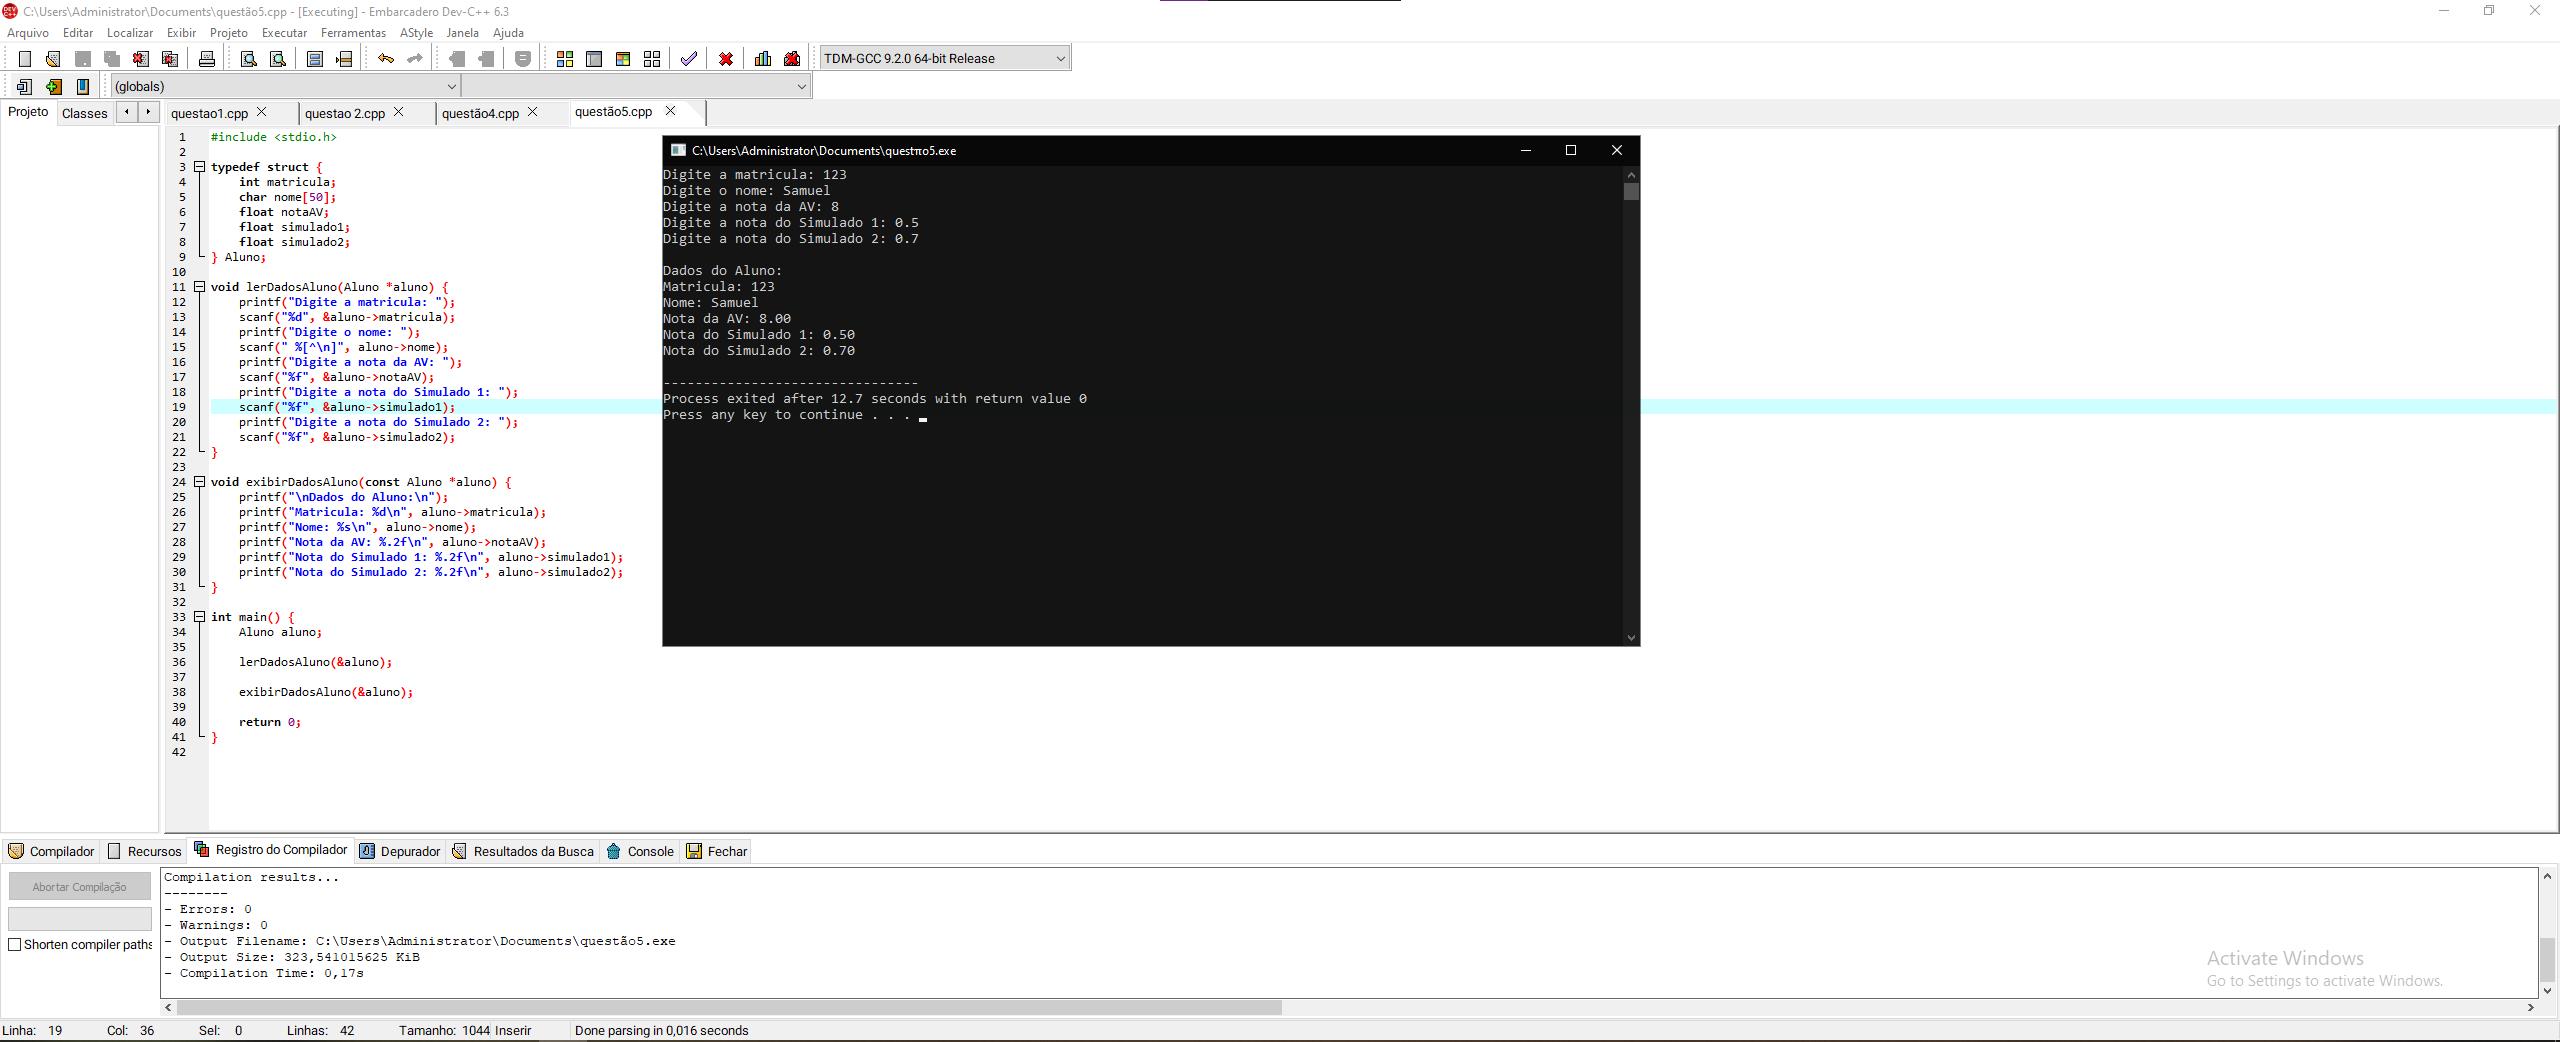 C:\Users\Administrator\Documents\questão5.cpp - [Executing] - Embarcadero Dev-C++ 6.3
Arquivo Editar Localizar Exibir Projeto Executar Ferramentas AStyle Janela Ajuda
TDM-GCC 9.2.0 64-bit Release
(globals)
Projeto Classes questao1.cpp questao 2.cpp questão4.cpp questão5.cpp
1 #include <stdio.h>
2
3 typedef struct {
4 int matricula;
5 char nome[50];
6 float notaAV;
7 float simulado1;
8 float simulado2;
9 } Aluno;
10
11 void lerDadosAluno(Aluno *aluno) {
12 printf("Digite a matricula: ");
13 scanf("%d", &aluno->matricula);
14 printf("Digite o nome: ");
15 scanf(" %[^\n]", aluno->nome);
16 printf("Digite a nota da AV: ");
17 scanf("%f", &aluno->notaAV);
18 printf("Digite a nota do Simulado 1: ");
19 scanf("%f", &aluno->simulado1);
20 printf("Digite a nota do Simulado 2: ");
21 scanf("%f", &aluno->simulado2);
22 }
23
24 void exibirDadosAluno(const Aluno *aluno) {
25 printf("\nDados do Aluno:\n");
26 printf("Matricula: %d\n", aluno->matricula);
27 printf("Nome: %s\n", aluno->nome);
28 printf("Nota da AV: %.2f\n", aluno->notaAV);
29 printf("Nota do Simulado 1: %.2f\n", aluno->simulado1);
30 printf("Nota do Simulado 2: %.2f\n", aluno->simulado2);
31 }
32
33 int main() {
34 Aluno aluno;
35
36 lerDadosAluno(&aluno);
37
38 exibirDadosAluno(&aluno);
39
40 return 0;
41 }
42
C:\Users\Administrator\Documents\questπo5.exe
Digite a matricula: 123
Digite o nome: Samuel
Digite a nota da AV: 8
Digite a nota do Simulado 1: 0.5
Digite a nota do Simulado 2: 0.7
Dados do Aluno:
Matricula: 123
Nome: Samuel
Nota da AV: 8.00
Nota do Simulado 1: 0.50
Nota do Simulado 2: 0.70
--------------------------------
Process exited after 12.7 seconds with return value 0
Press any key to continue . . .
Compilador Recursos Registro do Compilador Depurador Resultados da Busca Console Fechar
Abortar Compilação
Shorten compiler paths
Compilation results...
--------
- Errors: 0
- Warnings: 0
- Output Filename: C:\Users\Administrator\Documents\questão5.exe
- Output Size: 323,541015625 KiB
- Compilation Time: 0,17s
Activate Windows
Go to Settings to activate Windows.
Linha: 19 Col: 36 Sel: 0 Linhas: 42 Tamanho: 1044 Inserir Done parsing in 0,016 seconds